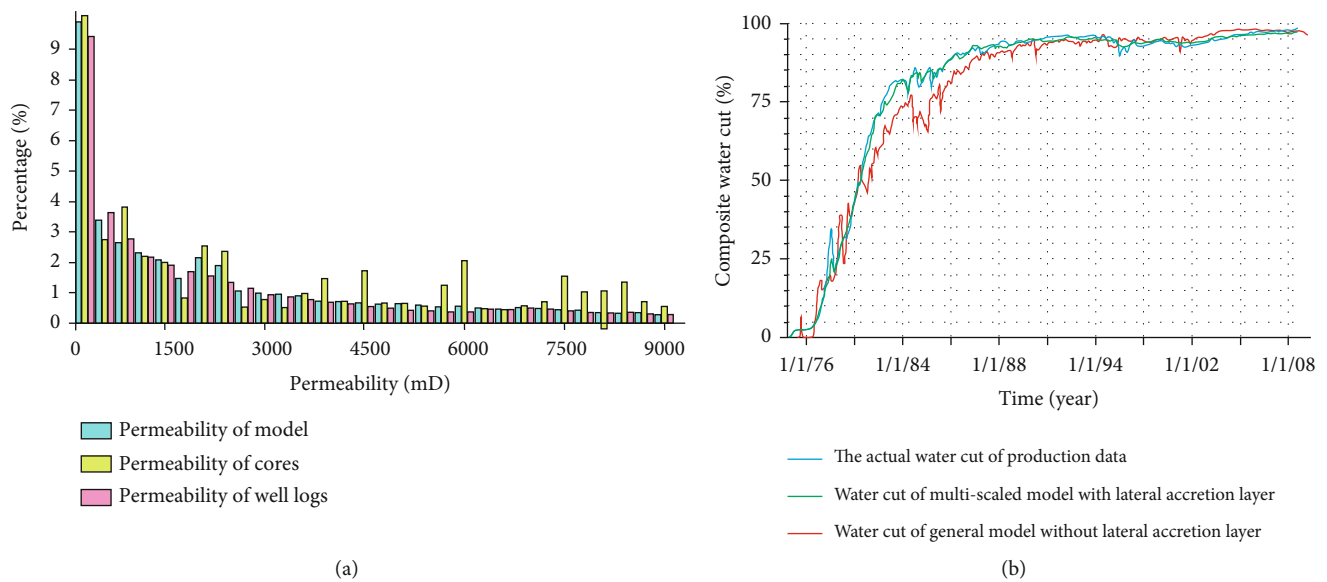 Percentage (%)
9
8
7
6
5
4
3
2
1
0
0 1500 3000 4500 6000 7500 9000
Permeability (mD)
Permeability of model
Permeability of cores
Permeability of well logs
(a)
Composite water cut (%)
100
75
50
25
0
1/1/76 1/1/84 1/1/88 1/1/94 1/1/02 1/1/08
Time (year)
The actual water cut of production data
Water cut of multi-scaled model with lateral accretion layer
Water cut of general model without lateral accretion layer
(b)